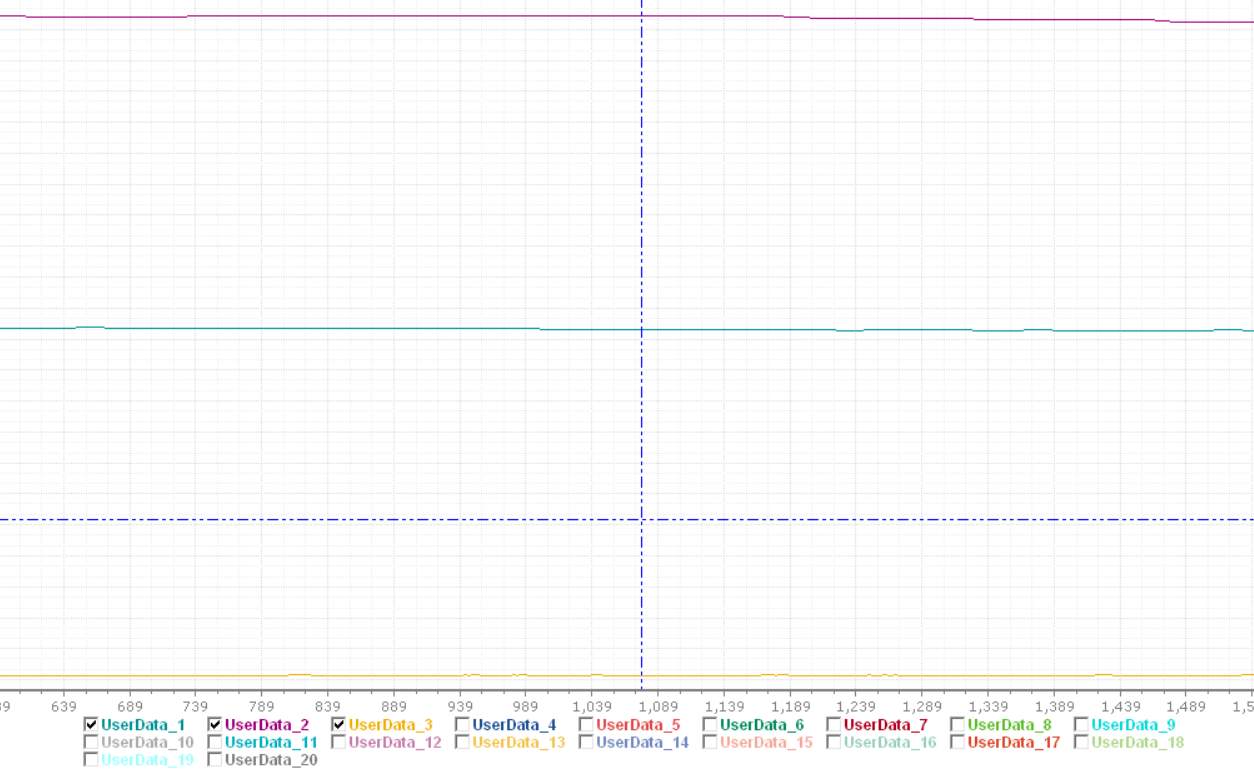 639 689 739 789 839 889 939 989 1,039 1,089 1,139 1,189 1,239 1,289 1,339 1,389 1,439 1,489
UserData_1 UserData_2 UserData_3 UserData_4 UserData_5 UserData_6 UserData_7 UserData_8 UserData_9
UserData_10 UserData_11 UserData_12 UserData_13 UserData_14 UserData_15 UserData_16 UserData_17 UserData_18
UserData_19 UserData_20